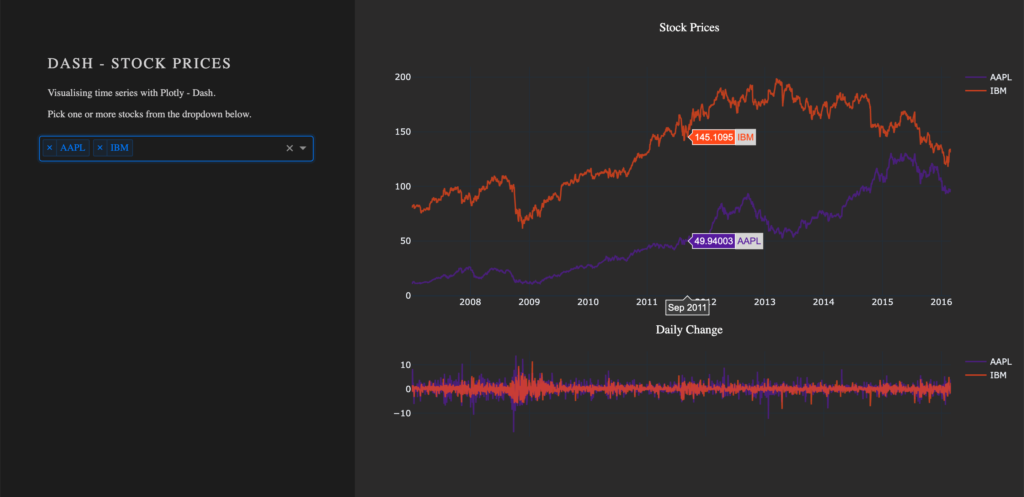 DASH - STOCK PRICES
Visualising time series with Plotly - Dash.
Pick one or more stocks from the dropdown below.
× AAPL × IBM
Stock Prices
200
150
100
50
0
145.1095 IBM
49.94003 AAPL
2008 2009 2010 2011 2012 2013 2014 2015 2016
Sep 2011
AAPL
IBM
Daily Change
10
0
−10
AAPL
IBM